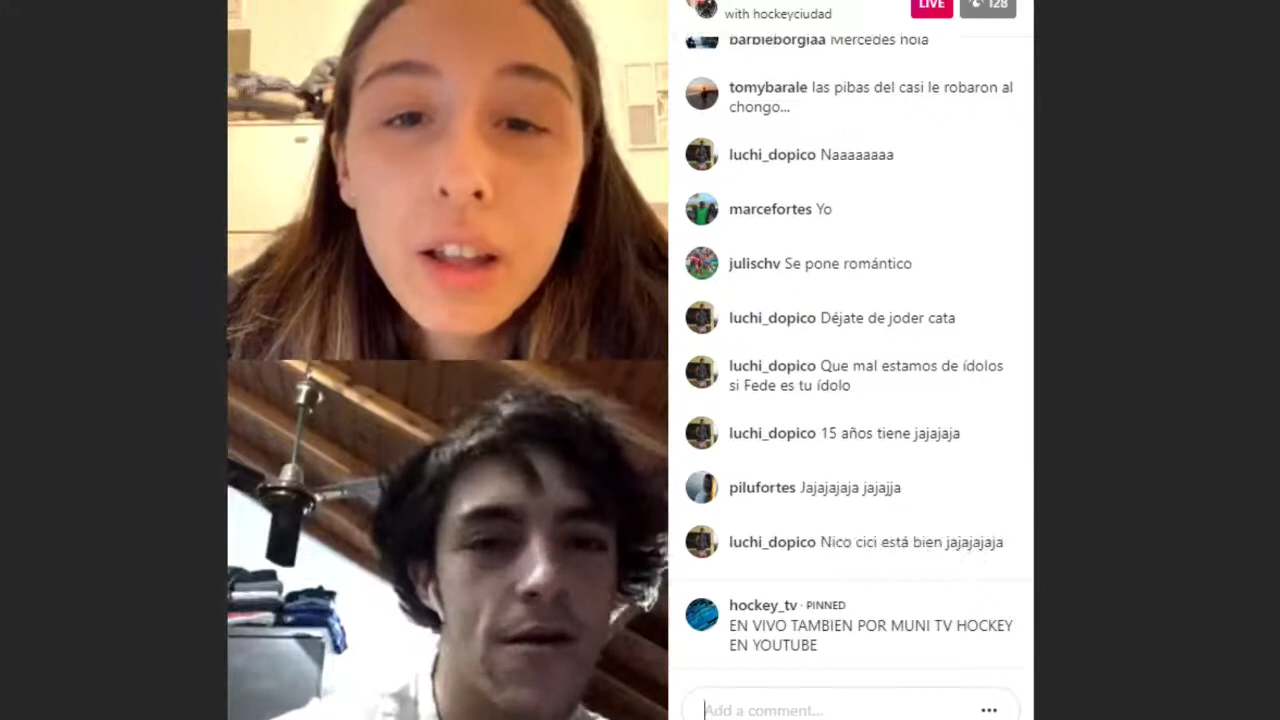 with hockeyciudad
LIVE
128
barbieborgiaa Mercedes hola
tomybarale las pibas del casi le robaron al
chongo...
luchi_dopico Naaaaaaaa
marcefortes Yo
julischv Se pone romántico
luchi_dopico Déjate de joder cata
luchi_dopico Que mal estamos de ídolos
si Fede es tu ídolo
luchi_dopico 15 años tiene jajajaja
pilufortes Jajajajaja jajajja
luchi_dopico Nico cici está bien jajajajaja
hockey_tv · PINNED
EN VIVO TAMBIEN POR MUNI TV HOCKEY
EN YOUTUBE
Add a comment...